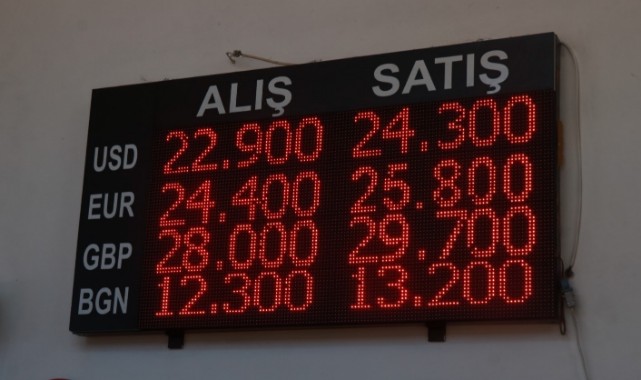 ALIŞ SATIŞ
USD 22.900 24.300
EUR 24.400 25.800
GBP 28.000 29.700
BGN 12.300 13.200